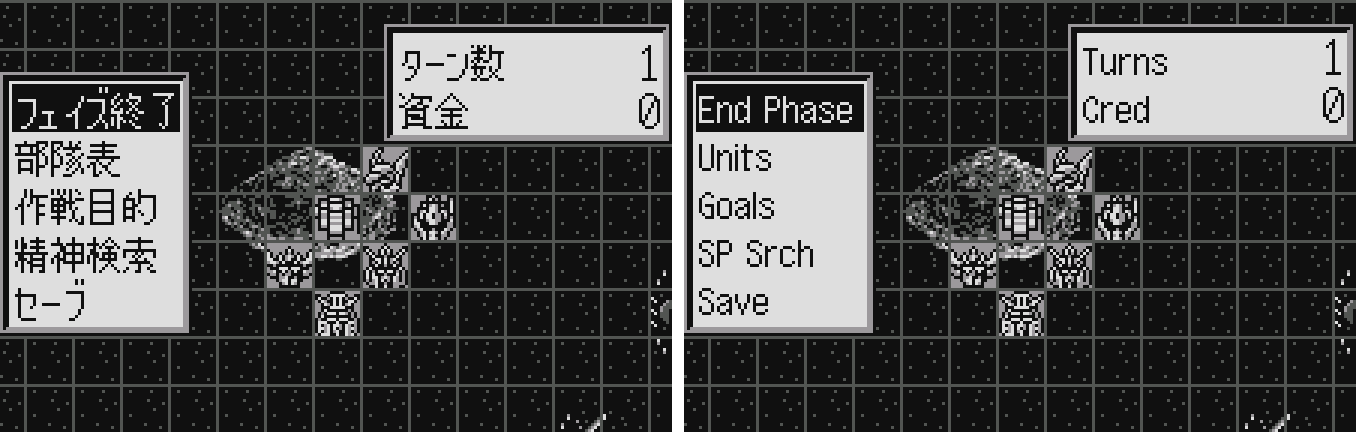 ターン数 1
資金 0
フェイズ終了
部隊表
作戦目的
精神検索
セーブ
Turns 1
Cred 0
End Phase
Units
Goals
SP Srch
Save